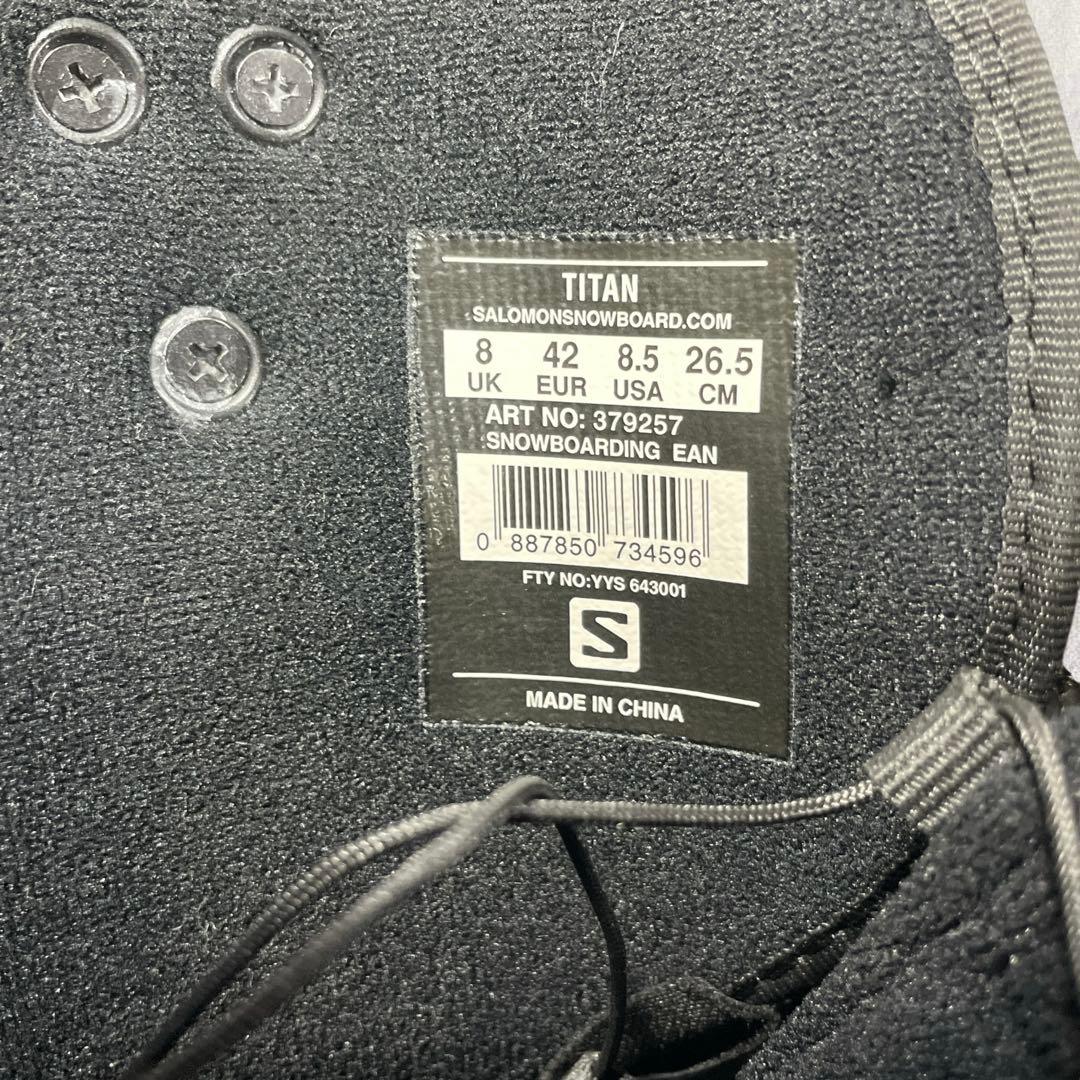 TITAN
SALOMONSNOWBOARD.COM
8 42 8.5 26.5
UK EUR USA CM
ART NO: 379257
SNOWBOARDING EAN
0 887850 734596
FTY NO:YYS 643001
S
MADE IN CHINA